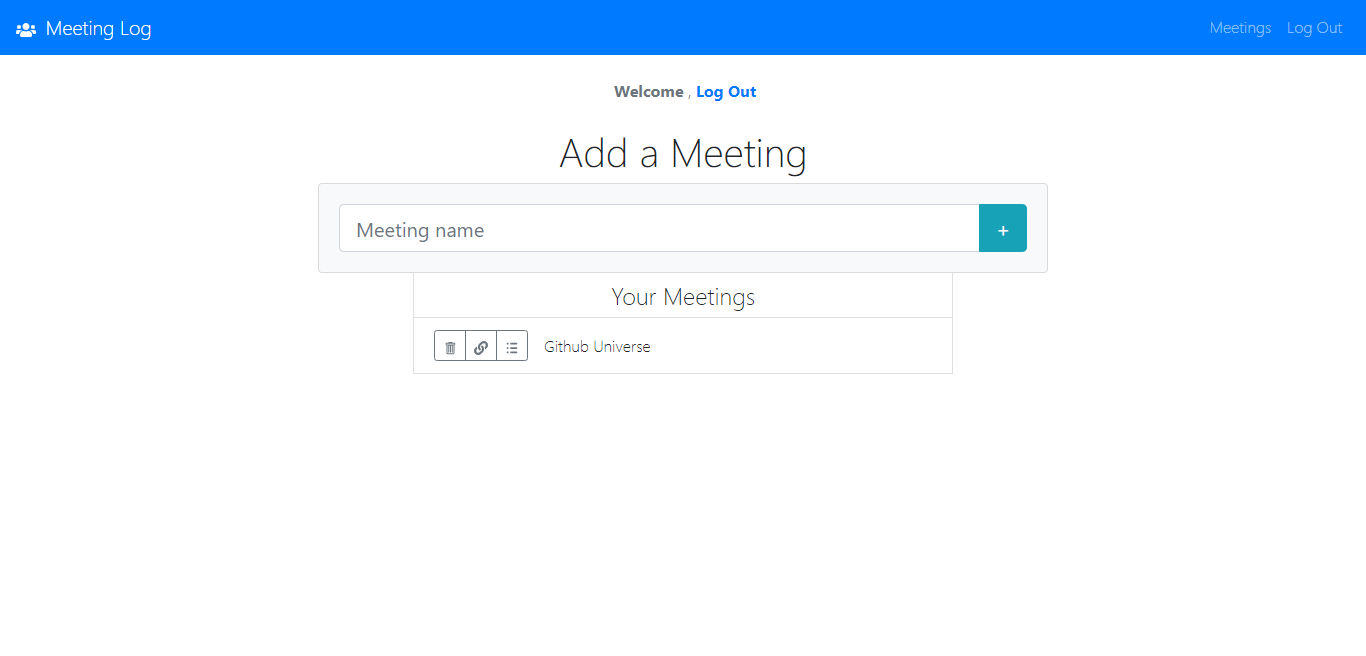 Meeting Log
Meetings Log Out
Welcome , Log Out
Add a Meeting
Meeting name
+
Your Meetings
Github Universe